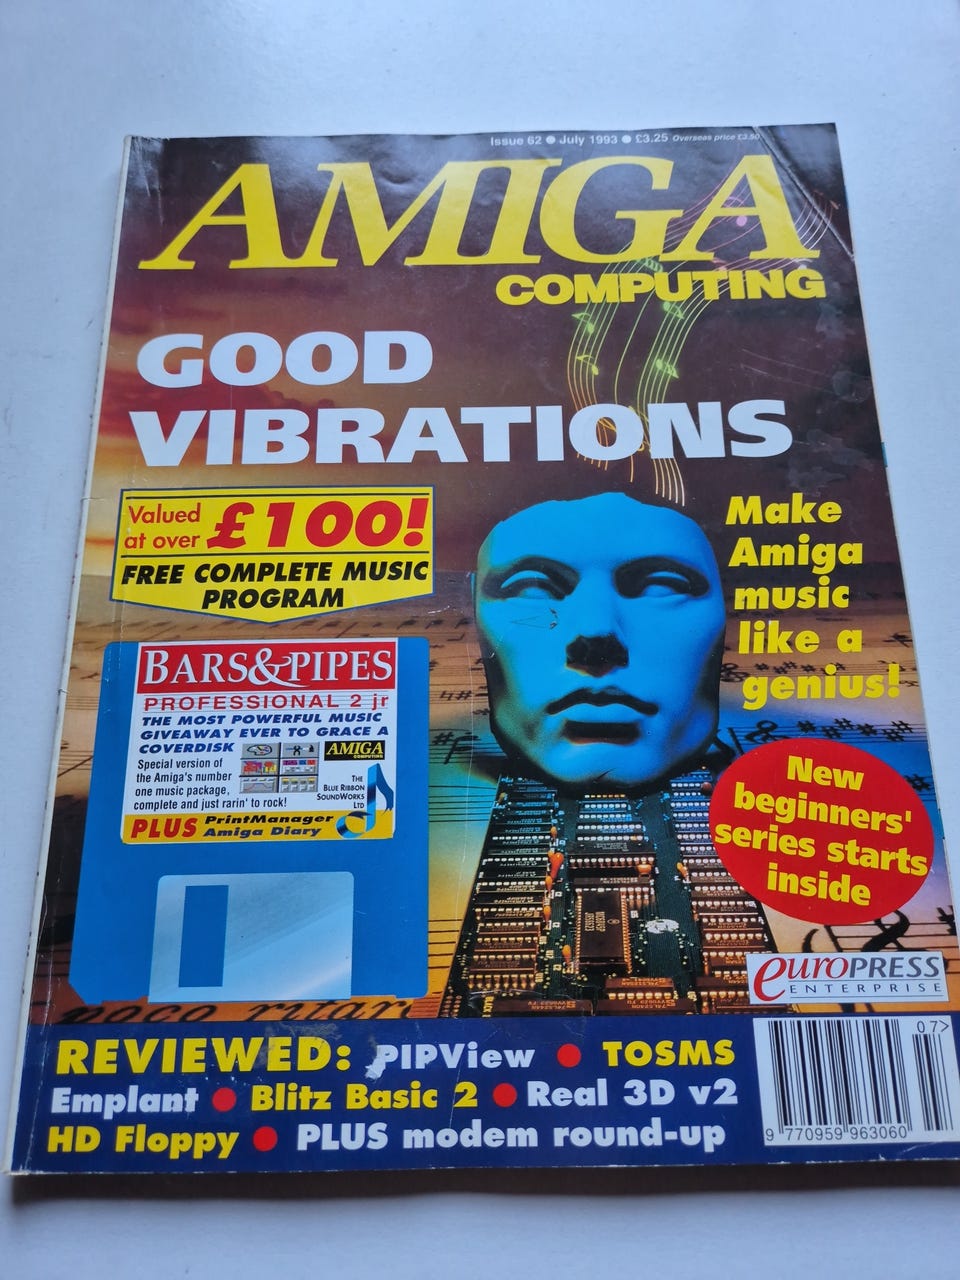 Issue 62 ● July 1993 ● £3.25 Overseas price £3.50
AMIGA
COMPUTING
GOOD
VIBRATIONS
Valued
at over £100!
FREE COMPLETE MUSIC
PROGRAM
Make
Amiga
music
like a
genius!
BARS&PIPES
PROFESSIONAL 2 jr
THE MOST POWERFUL MUSIC
GIVEAWAY EVER TO GRACE A
COVERDISK
AMIGA
COMPUTING
Special version of
the Amiga's number
one music package,
complete and just rarin' to rock!
THE
BLUE RIBBON
SOUNDWORKS
LTD
PLUS PrintManager
Amiga Diary
New
beginners'
series starts
inside
euroPRESS
ENTERPRISE
poco ritar
REVIEWED: PIPView ● TOSMS
Emplant ● Blitz Basic 2 ● Real 3D v2
HD Floppy ● PLUS modem round-up
07>
9 770959 963060